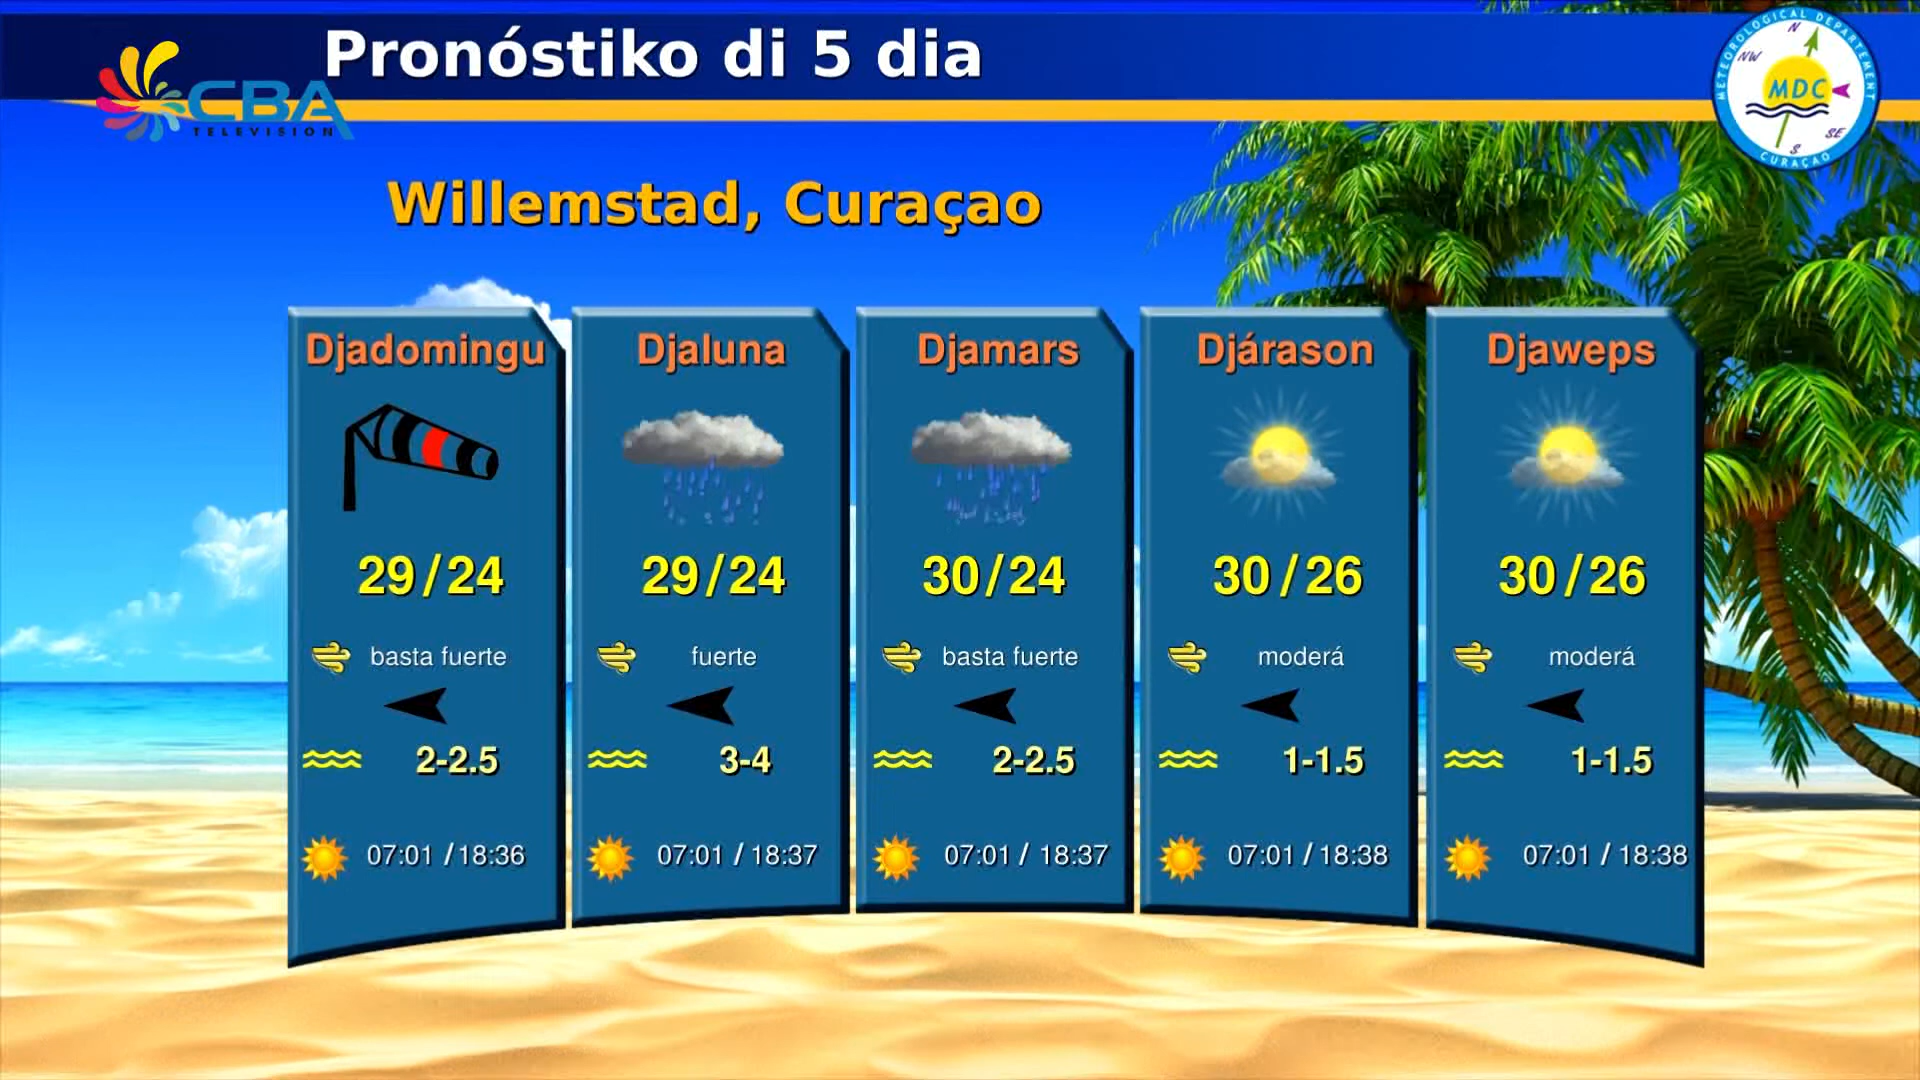 Pronóstiko di 5 dia
CBA
TELEVISION
METEOROLOGICAL DEPARTEMENT
N
NW
MDC
SE
S
CURAÇAO
Willemstad, Curaçao
Djadomingu
29/24
basta fuerte
2-2.5
07:01 / 18:36
Djaluna
29/24
fuerte
3-4
07:01 / 18:37
Djamars
30/24
basta fuerte
2-2.5
07:01 / 18:37
Djárason
30/26
moderá
1-1.5
07:01 / 18:38
Djaweps
30/26
moderá
1-1.5
07:01 / 18:38